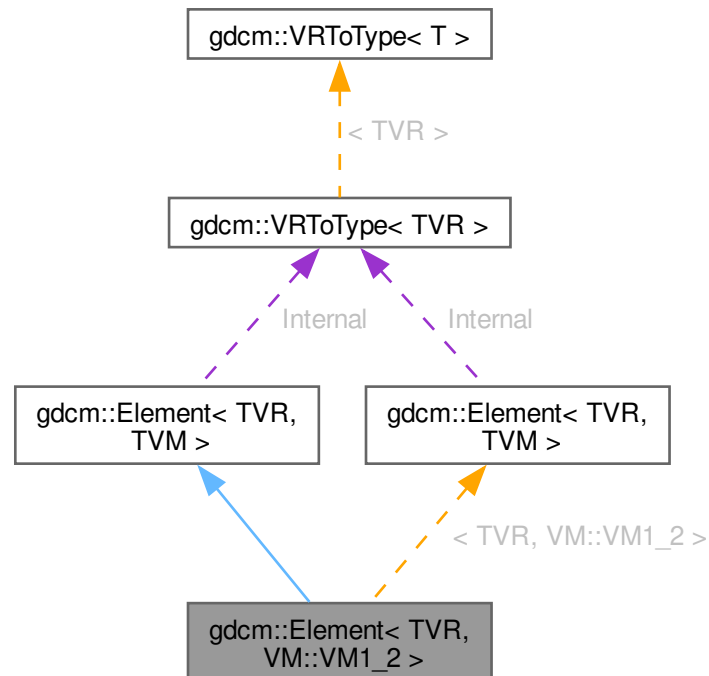 gdcm::VRToType< T >
< TVR >
gdcm::VRToType< TVR >
Internal
Internal
gdcm::Element< TVR,
TVM >
gdcm::Element< TVR,
TVM >
< TVR, VM::VM1_2 >
gdcm::Element< TVR,
VM::VM1_2 >